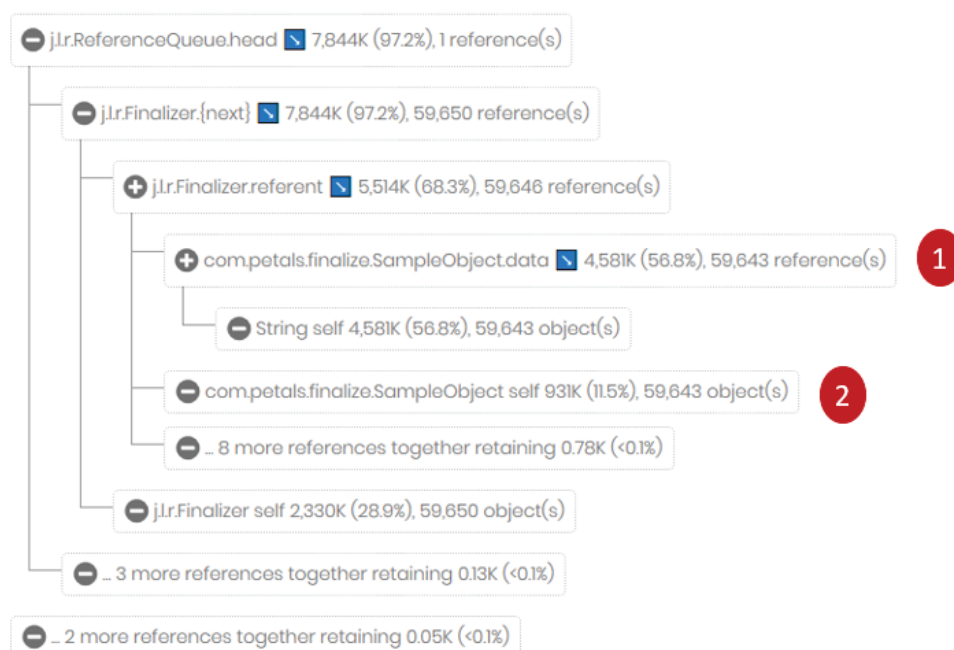 j.l.r.ReferenceQueue.head ↘ 7,844K (97.2%), 1 reference(s)
j.l.r.Finalizer.{next} ↘ 7,844K (97.2%), 59,650 reference(s)
j.l.r.Finalizer.referent ↘ 5,514K (68.3%), 59,646 reference(s)
com.petals.finalize.SampleObject.data ↘ 4,581K (56.8%), 59,643 reference(s) 1
String self 4,581K (56.8%), 59,643 object(s)
com.petals.finalize.SampleObject self 931K (11.5%), 59,643 object(s) 2
... 8 more references together retaining 0.78K (<0.1%)
j.l.r.Finalizer self 2,330K (28.9%), 59,650 object(s)
... 3 more references together retaining 0.13K (<0.1%)
... 2 more references together retaining 0.05K (<0.1%)